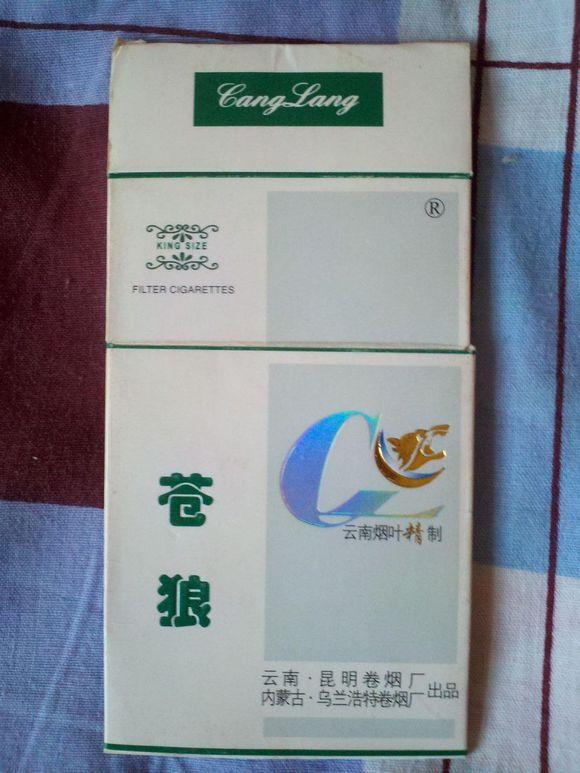 CangLang
®
KING SIZE
FILTER CIGARETTES
苍狼
云南烟叶精制
云南·昆明卷烟厂
内蒙古·乌兰浩特卷烟厂
出品